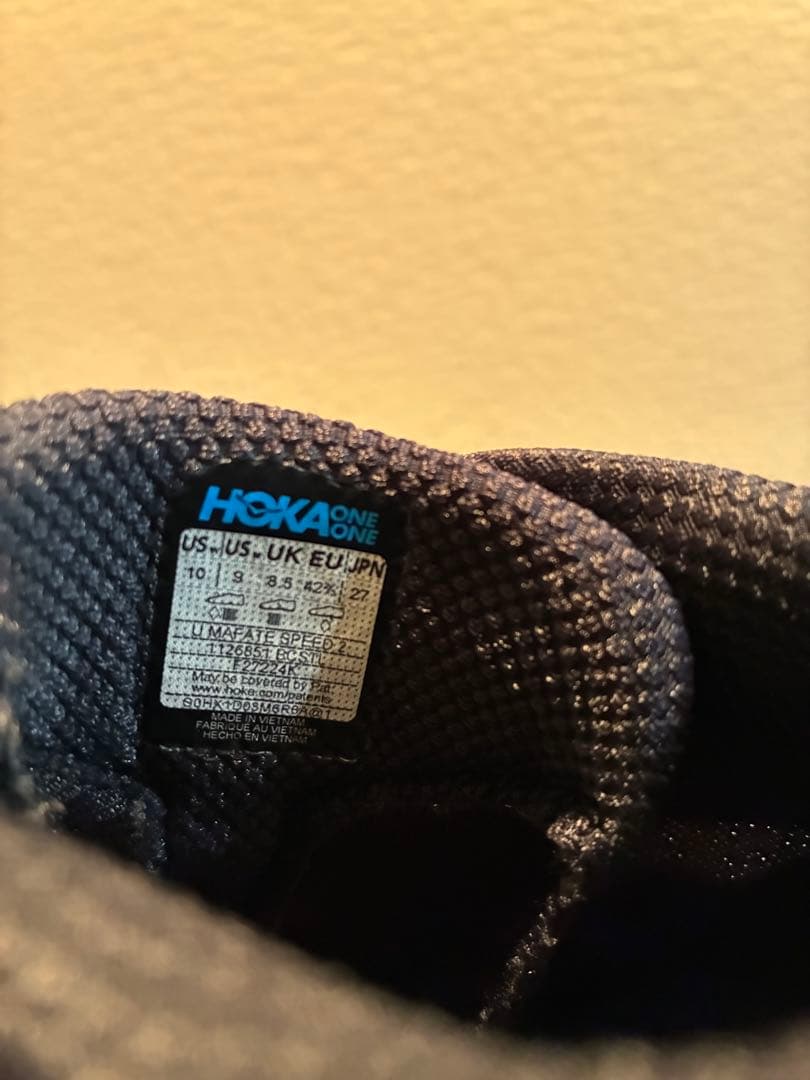 HOKA ONE ONE
US US UK EU JPN
10 9 8.5 42⅔ 27
U MAFATE SPEED 2
1126851 BCSTL
F27224K
May be covered by Pat.
www.hoka.com/patents
MADE IN VIETNAM
FABRIQUE AU VIETNAM
HECHO EN VIETNAM